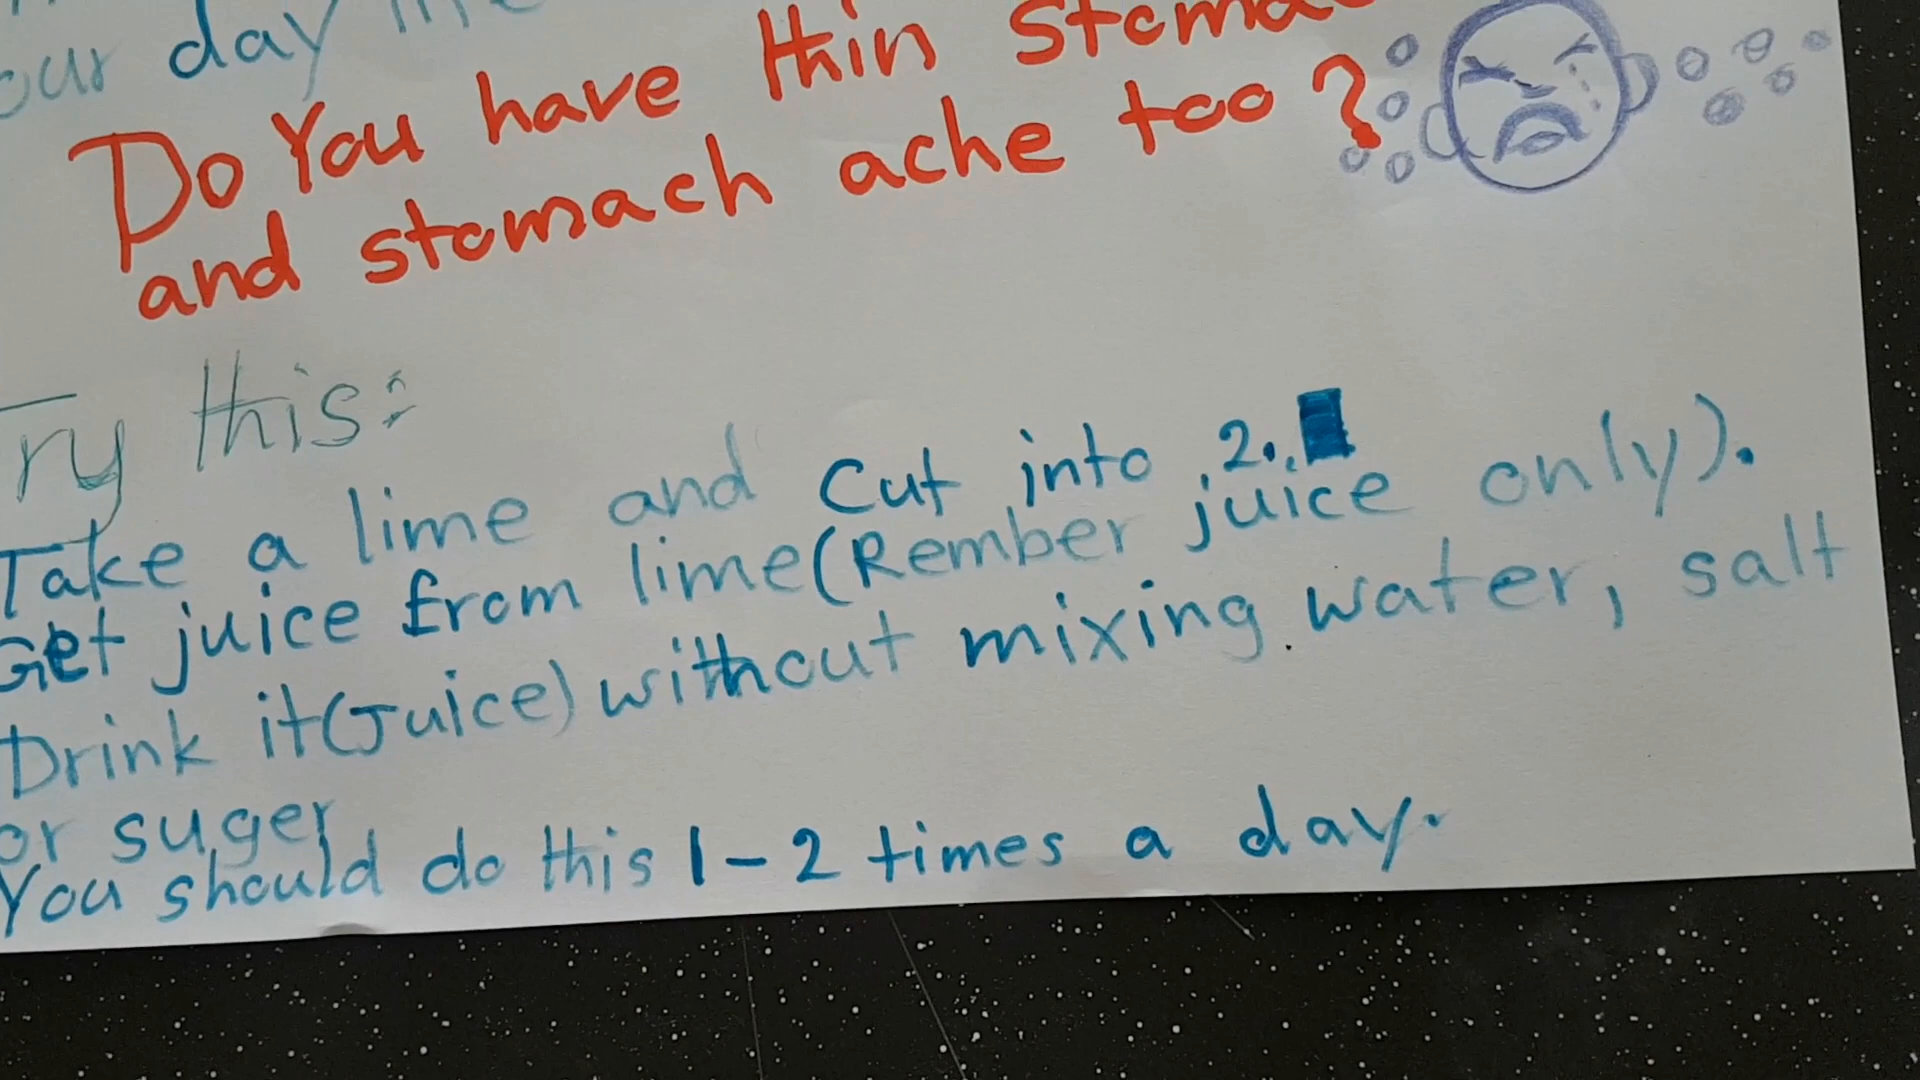 our day
Do You have thin
and stomach ache too?
Try this:
Take a lime and Cut into 2.
Get juice from lime (Rember juice only).
Drink it (Juice) without mixing water, salt
or suger
You should do this 1-2 times a day.